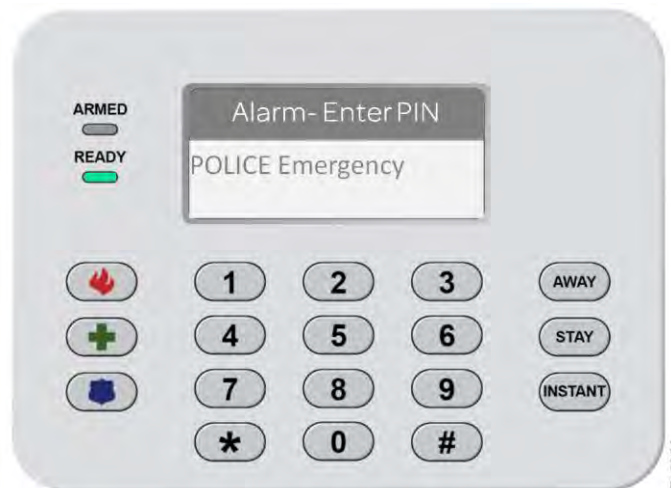 ARMED
READY
Alarm- Enter PIN
POLICE Emergency
1 2 3 AWAY
4 5 6 STAY
7 8 9 INSTANT
* 0 #